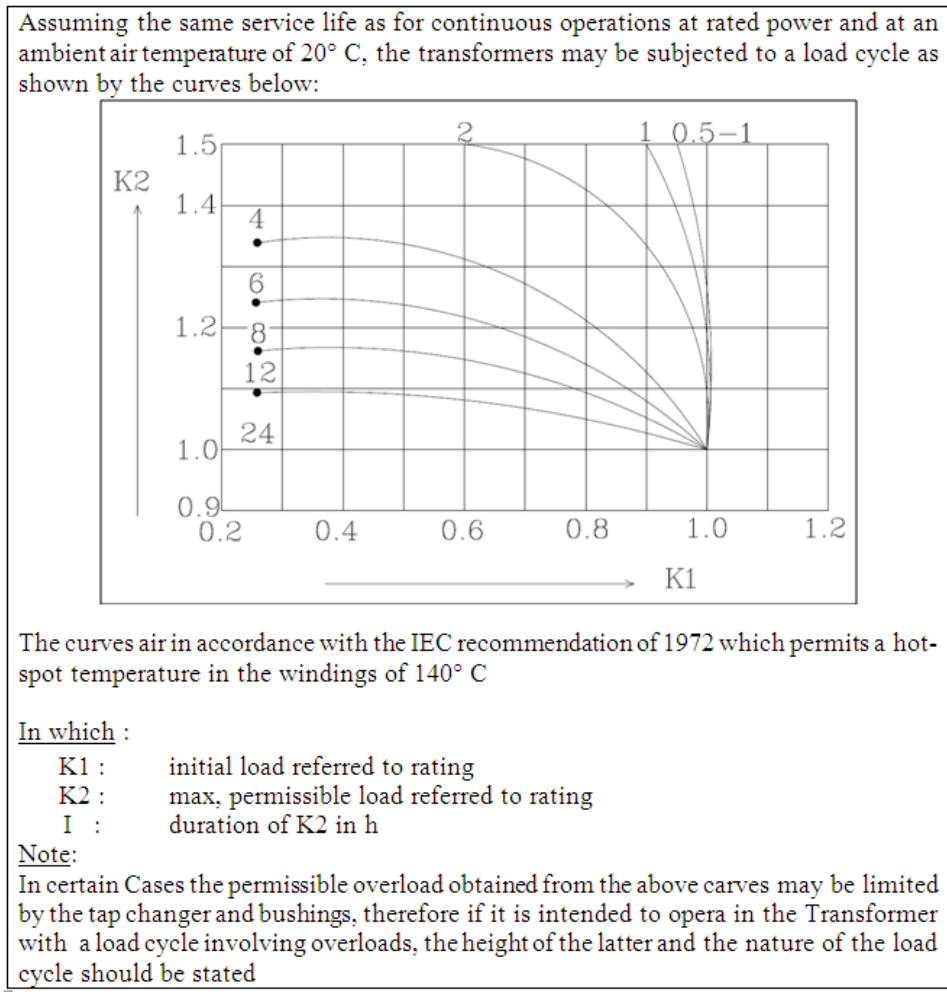 Assuming the same service life as for continuous operations at rated power and at an
ambient air temperature of 20° C, the transformers may be subjected to a load cycle as
shown by the curves below:
2 1 0.5-1
1.5
K2
1.4
4
6
1.2
8
12
24
1.0
0.9
0.2 0.4 0.6 0.8 1.0 1.2
K1
The curves air in accordance with the IEC recommendation of 1972 which permits a hot-
spot temperature in the windings of 140° C
In which :
K1 : initial load referred to rating
K2 : max, permissible load referred to rating
I : duration of K2 in h
Note:
In certain Cases the permissible overload obtained from the above carves may be limited
by the tap changer and bushings, therefore if it is intended to opera in the Transformer
with a load cycle involving overloads, the height of the latter and the nature of the load
cycle should be stated